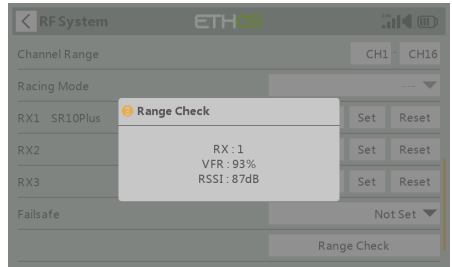 RF System
ETHOS
Channel Range
CH1 - CH16
Racing Mode
---
RX1 SR10Plus
Set
Reset
Range Check
RX : 1
VFR : 93%
RSSI : 87dB
RX2
Set
Reset
RX3
Set
Reset
Failsafe
Not Set
Range Check